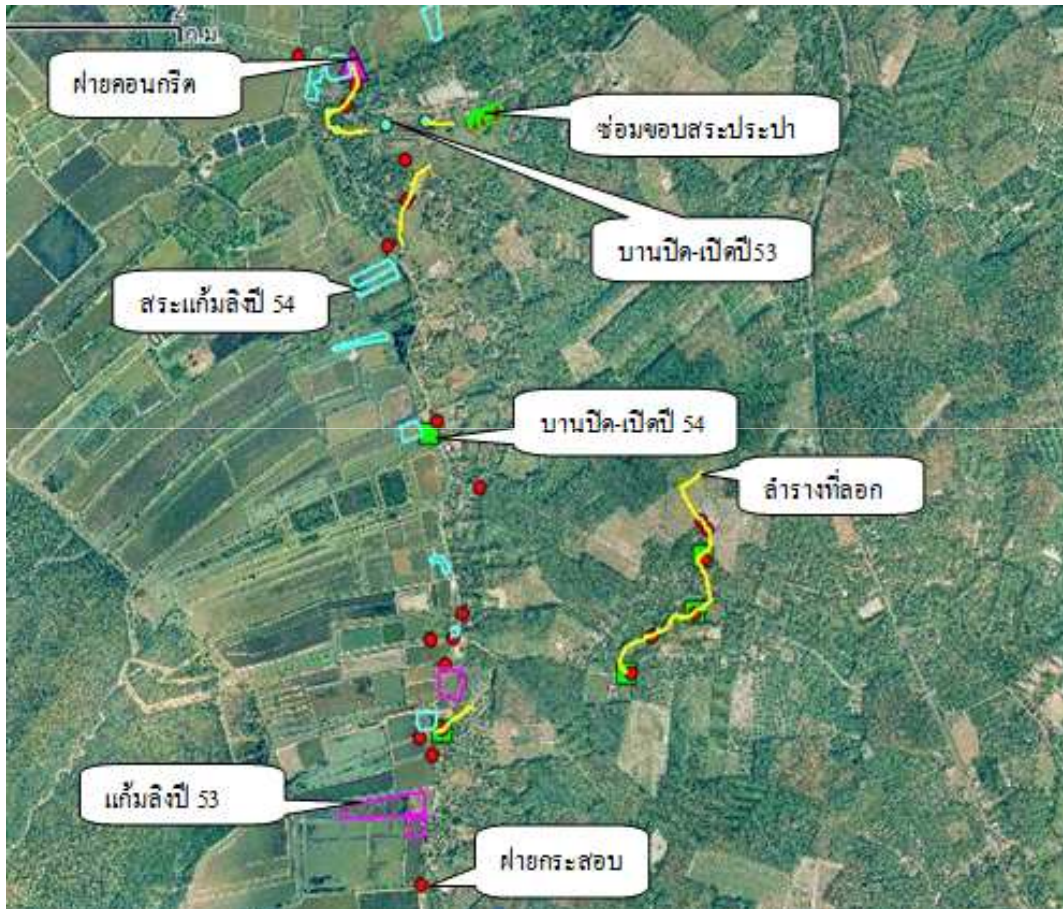 ฝายคอนกรีต
ซ่อมขอบสระประปา
บานปิด-เปิดปี53
สระแก้มลิงปี 54
บานปิด-เปิดปี 54
ลำรางที่ลอก
แก้มลิงปี 53
ฝายกระสอบ